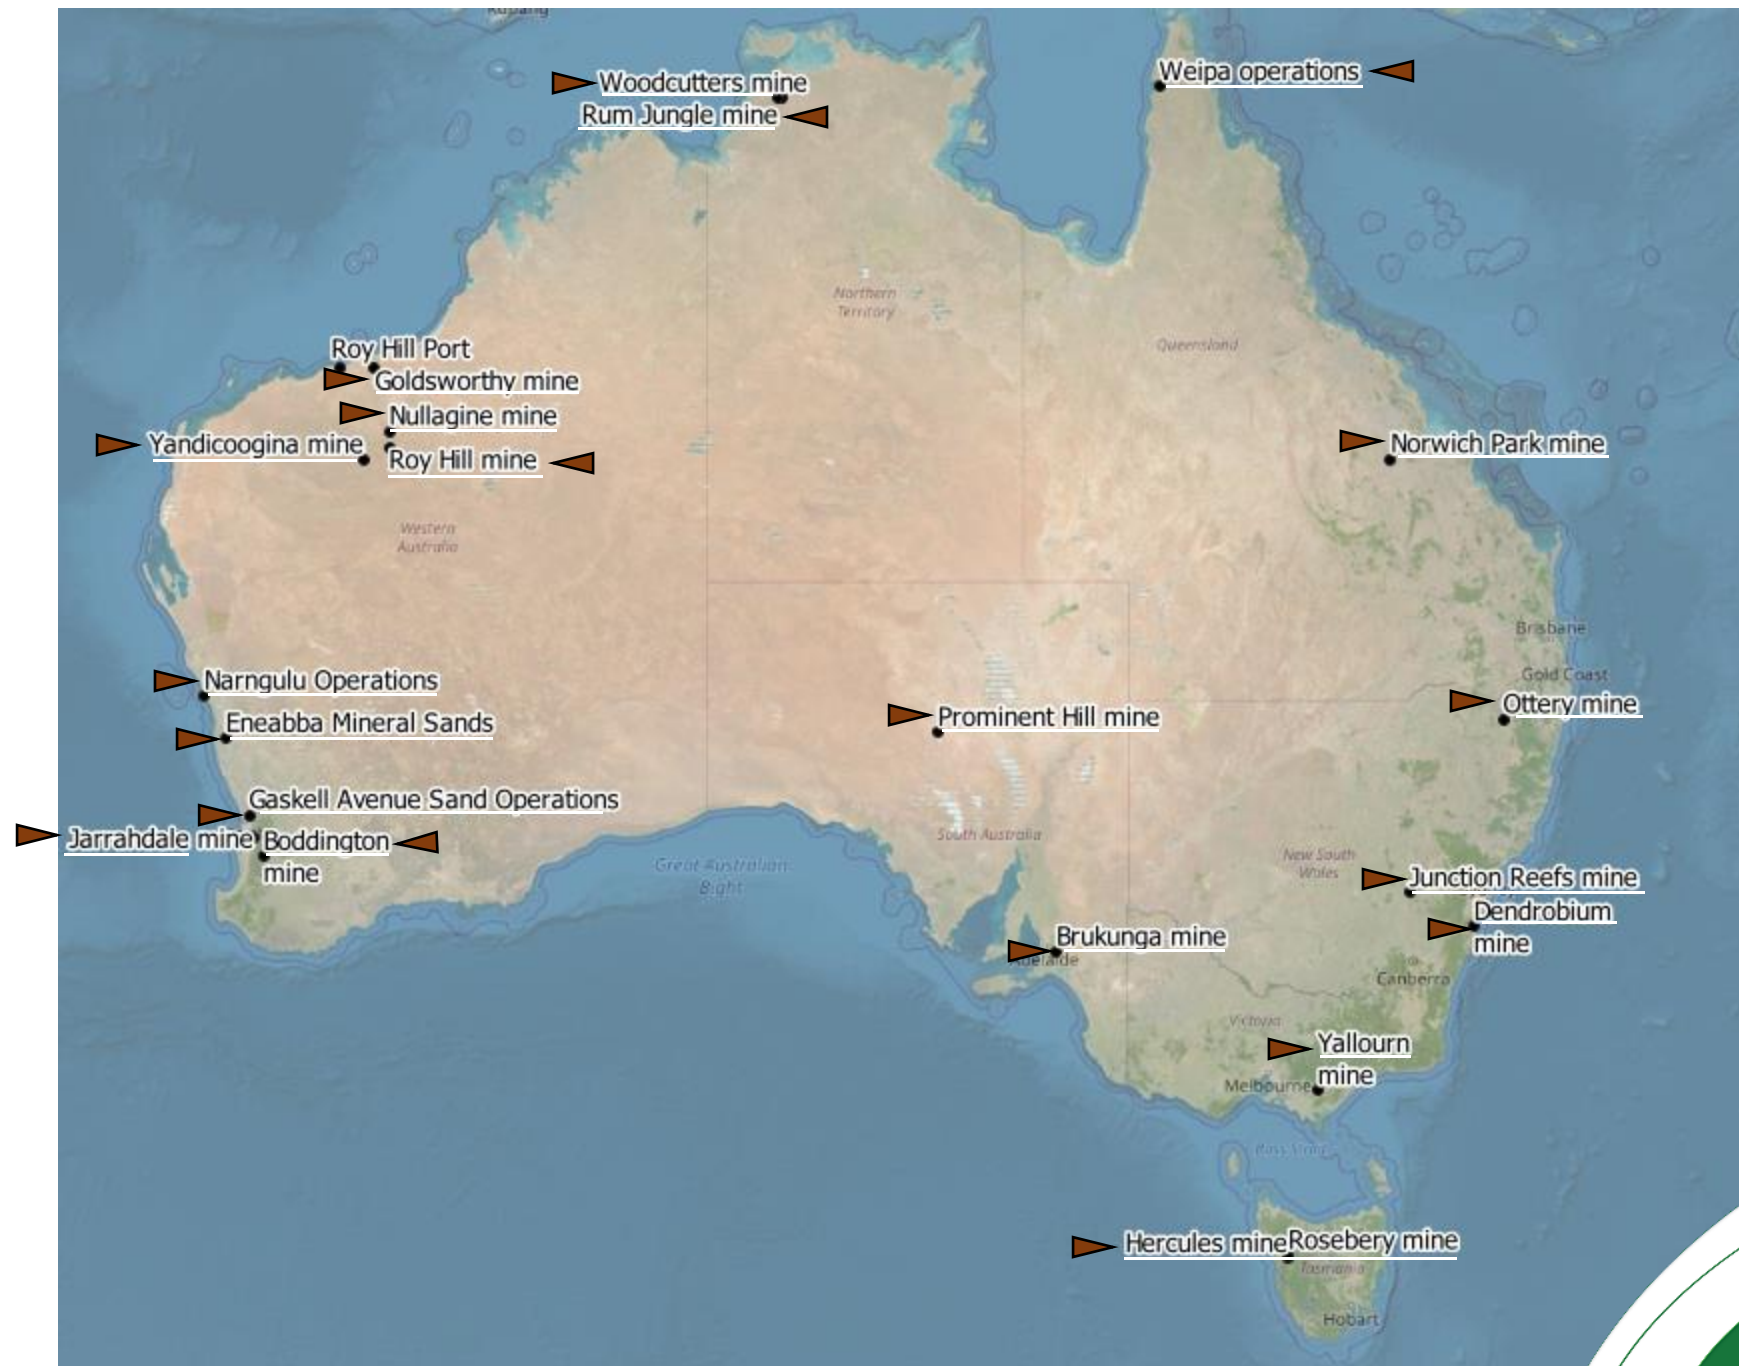 Kupang
Woodcutters mine
Weipa operations
Rum Jungle mine
Northern
Territory
Queensland
Roy Hill Port
Goldsworthy mine
Nullagine mine
Yandicoogina mine
Norwich Park mine
Roy Hill mine
Western
Australia
Brisbane
Gold Coast
Narngulu Operations
Ottery mine
Eneabba Mineral Sands
Prominent Hill mine
Gaskell Avenue Sand Operations
Jarrahdale mine
Boddington
mine
South Australia
Great Australian
Bight
New South
Wales
Junction Reefs mine
Dendrobium
mine
Brukunga mine
Adelaide
Canberra
Victoria
Yallourn
mine
Melbourne
Bass Strait
Hercules mine
Rosebery mine
Tasmania
Hobart